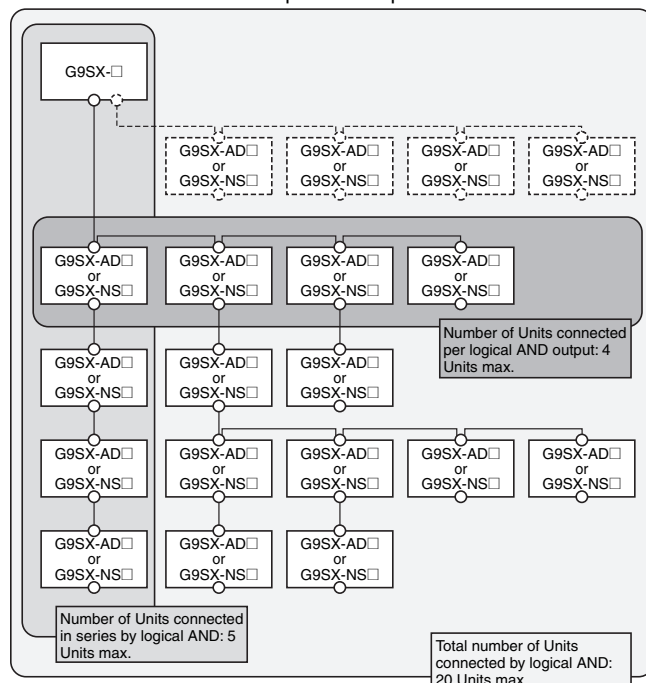 G9SX-□
G9SX-AD□
or
G9SX-NS□
G9SX-AD□
or
G9SX-NS□
G9SX-AD□
or
G9SX-NS□
G9SX-AD□
or
G9SX-NS□
G9SX-AD□
or
G9SX-NS□
G9SX-AD□
or
G9SX-NS□
G9SX-AD□
or
G9SX-NS□
G9SX-AD□
or
G9SX-NS□
Number of Units connected
per logical AND output: 4
Units max.
G9SX-AD□
or
G9SX-NS□
G9SX-AD□
or
G9SX-NS□
G9SX-AD□
or
G9SX-NS□
G9SX-AD□
or
G9SX-NS□
G9SX-AD□
or
G9SX-NS□
G9SX-AD□
or
G9SX-NS□
G9SX-AD□
or
G9SX-NS□
G9SX-AD□
or
G9SX-NS□
G9SX-AD□
or
G9SX-NS□
G9SX-AD□
or
G9SX-NS□
G9SX-AD□
or
G9SX-NS□
Number of Units connected
in series by logical AND: 5
Units max.
Total number of Units
connected by logical AND:
20 Units max.